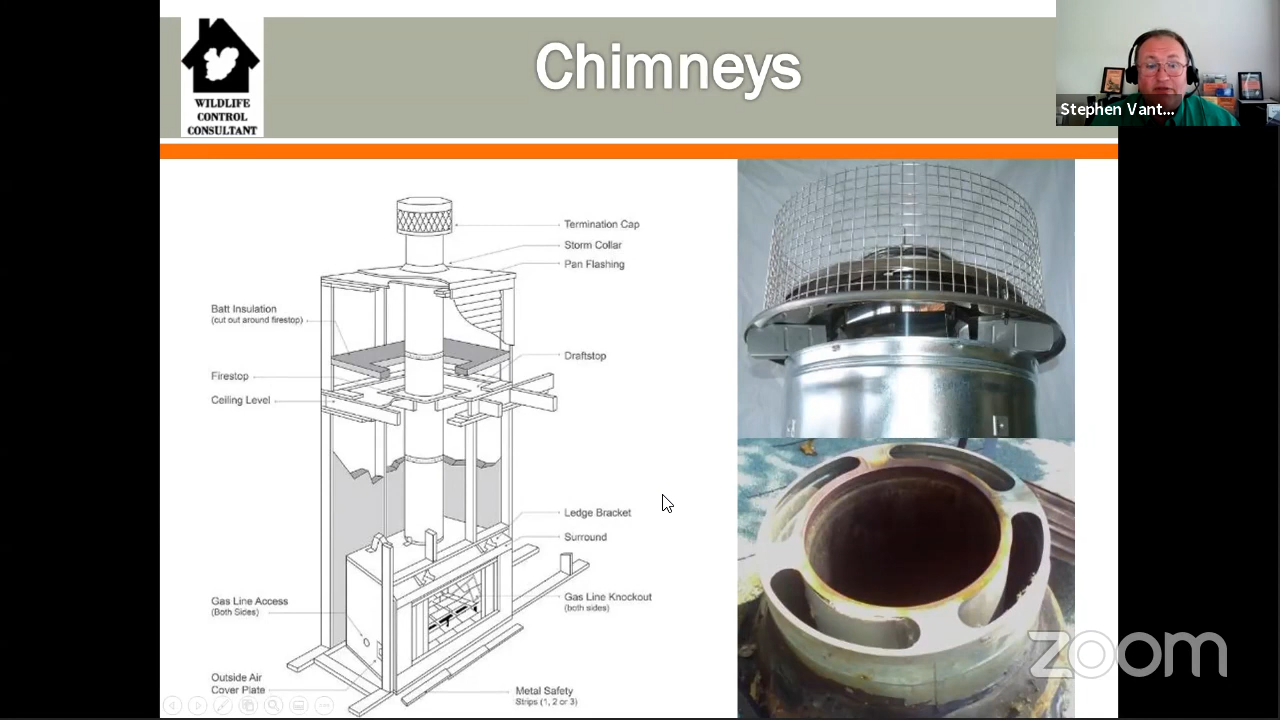 Chimneys
WILDLIFE
CONTROL
CONSULTANT
Stephen Vant...
Termination Cap
Storm Collar
Pan Flashing
Batt Insulation
(cut out around firestop)
Draftstop
Firestop
Ceiling Level
Ledge Bracket
Surround
Gas Line Access
(Both Sides)
Gas Line Knockout
(both sides)
Outside Air
Cover Plate
Metal Safety
Strips (1, 2 or 3)
zoom